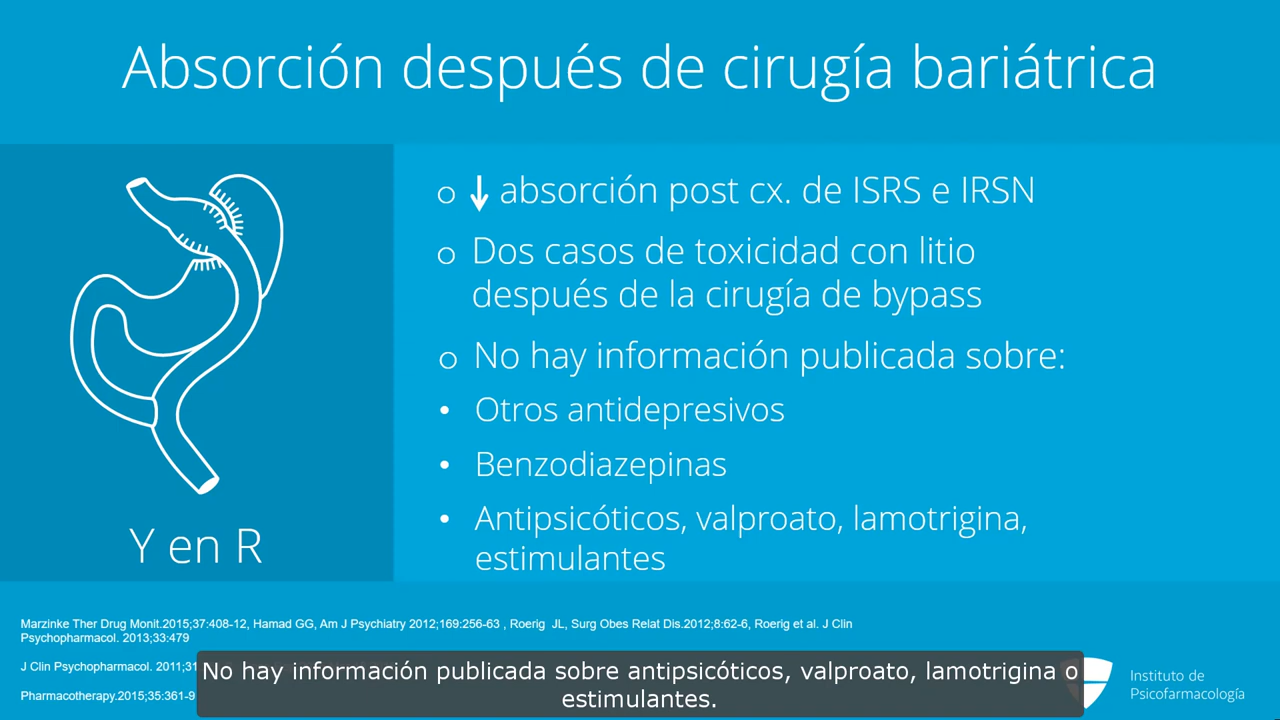 Absorción después de cirugía bariátrica
↓ absorción post cx. de ISRS e IRSN
Dos casos de toxicidad con litio
después de la cirugía de bypass
No hay información publicada sobre:
• Otros antidepresivos
• Benzodiazepinas
• Antipsicóticos, valproato, lamotrigina,
estimulantes
Y en R
Marzinke Ther Drug Monit.2015;37:408-12, Hamad GG, Am J Psychiatry 2012;169:256-63 , Roerig JL, Surg Obes Relat Dis.2012;8:62-6, Roerig et al. J Clin
Psychopharmacol. 2013;33:479
J Clin Psychopharmacol. 2011;31
Pharmacotherapy.2015;35:361-9
No hay información publicada sobre antipsicóticos, valproato, lamotrigina o
estimulantes.
Instituto de
Psicofarmacología